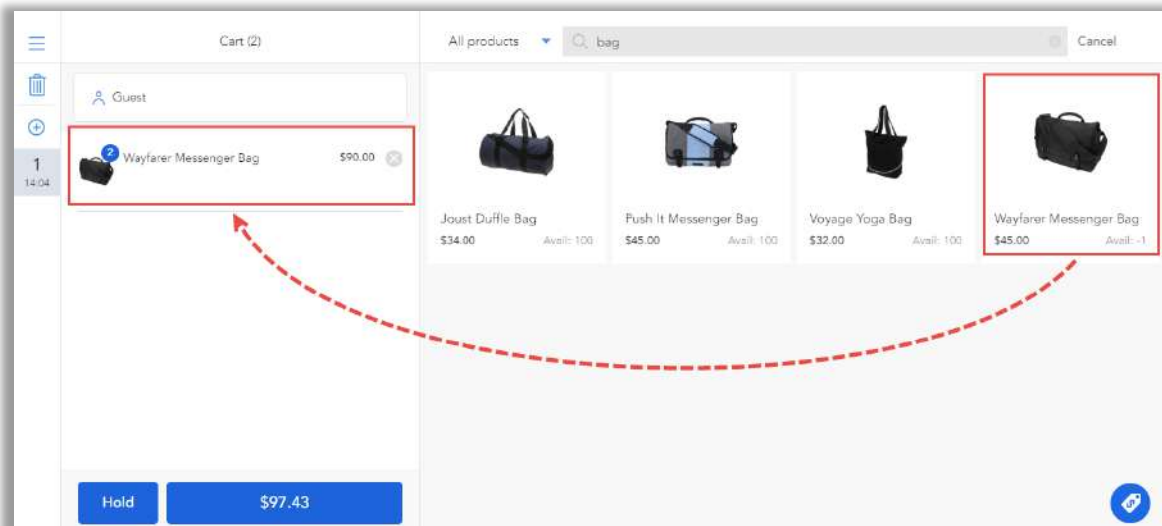 Cart (2)
All products
bag
Cancel
Guest
1
14:04
2
Wayfarer Messenger Bag
$90.00
Joust Duffle Bag
$34.00
Avail: 100
Push It Messenger Bag
$45.00
Avail: 100
Voyage Yoga Bag
$32.00
Avail: 100
Wayfarer Messenger Bag
$45.00
Avail: -1
Hold
$97.43